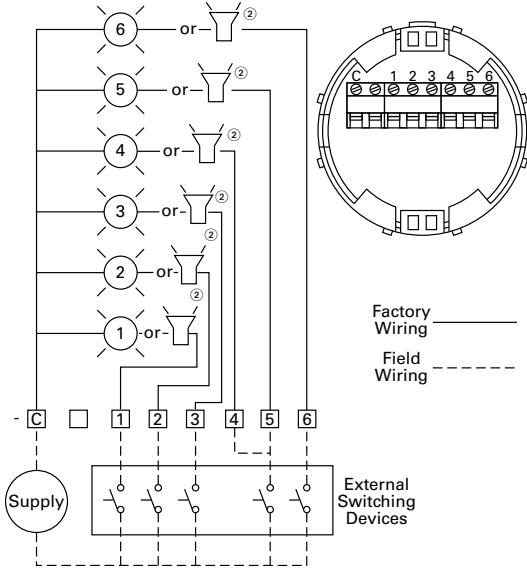 6 or ②
5 or ②
4 or ②
3 or ②
2 or ②
1 or ②
C 1 2 3 4 5 6
Factory
Wiring
Field
Wiring
- C 1 2 3 4 5 6
Supply
External
Switching
Devices